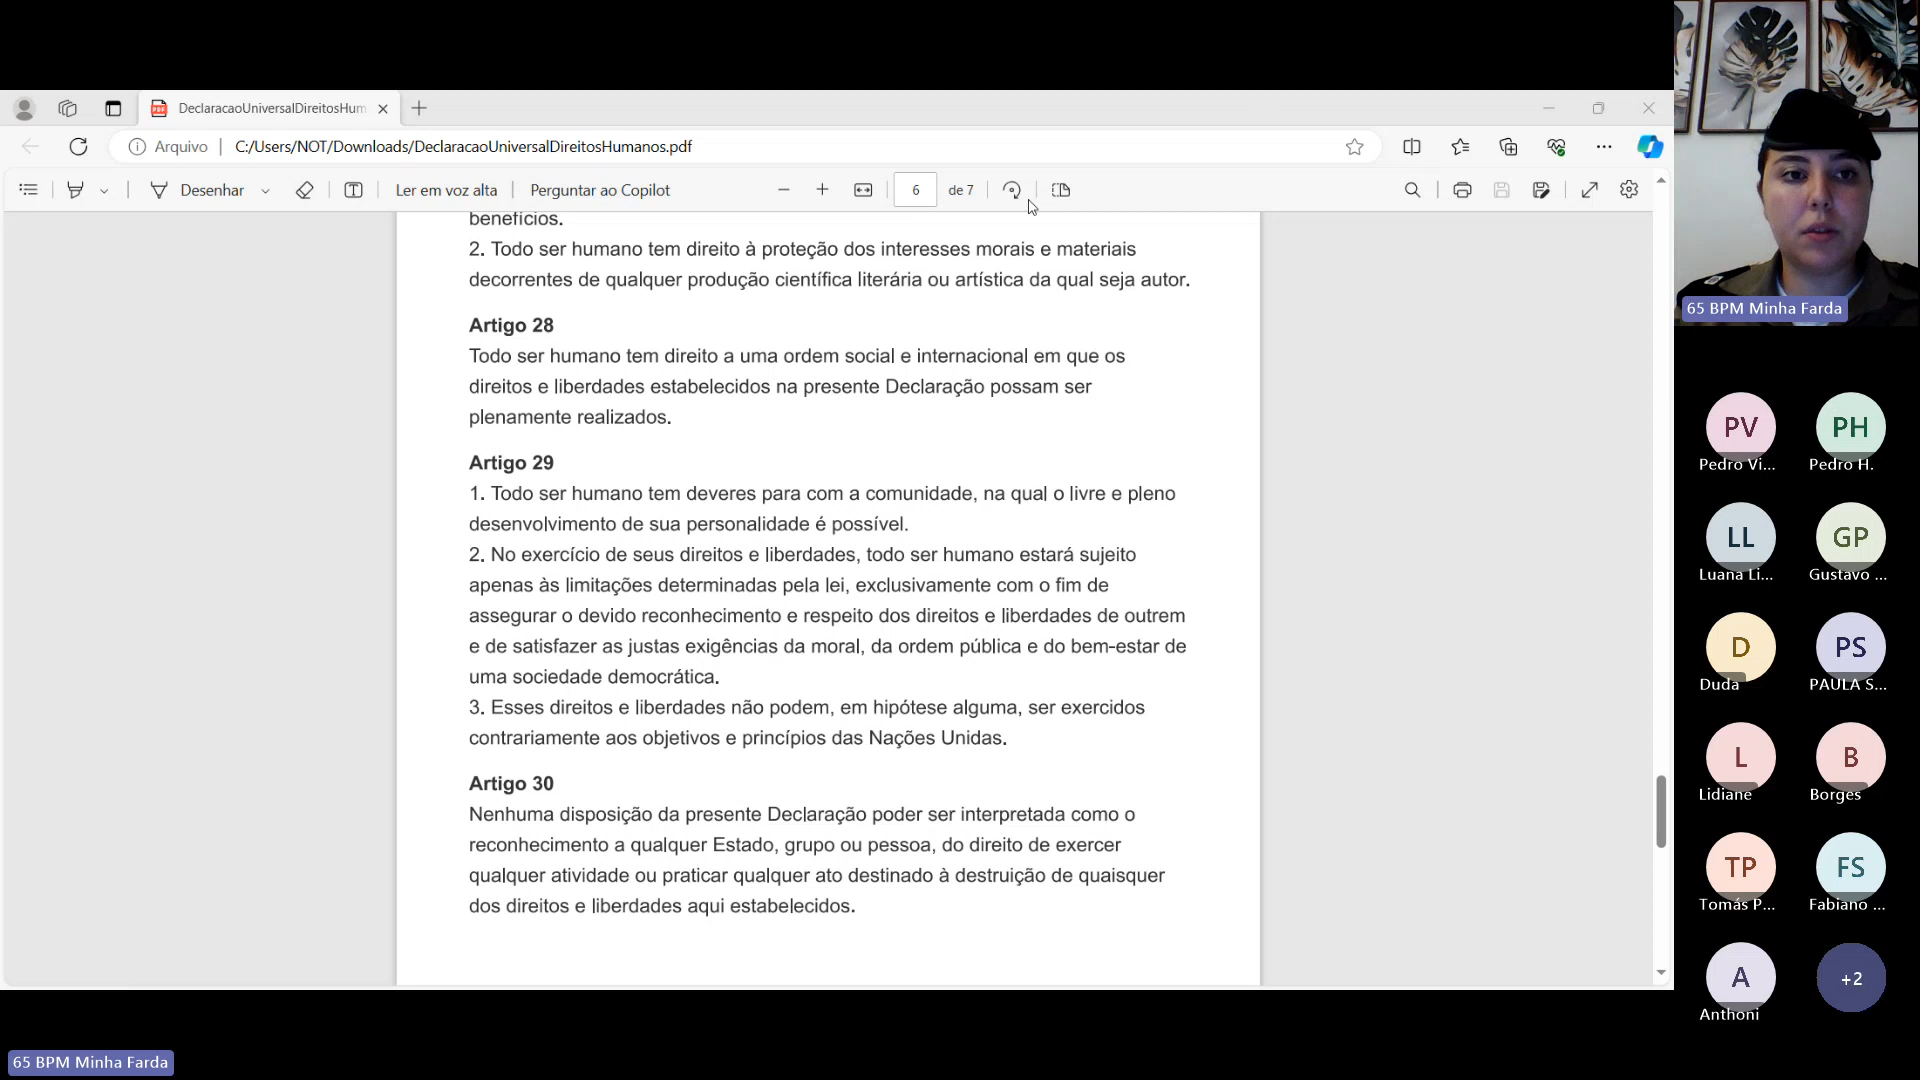 DeclaracaoUniversalDireitosHum
Arquivo
C:/Users/NOT/Downloads/DeclaracaoUniversalDireitosHumanos.pdf
Desenhar
Ler em voz alta
Perguntar ao Copilot
6 de 7
benefícios.
2. Todo ser humano tem direito à proteção dos interesses morais e materiais
decorrentes de qualquer produção científica literária ou artística da qual seja autor.
Artigo 28
Todo ser humano tem direito a uma ordem social e internacional em que os
direitos e liberdades estabelecidos na presente Declaração possam ser
plenamente realizados.
Artigo 29
1. Todo ser humano tem deveres para com a comunidade, na qual o livre e pleno
desenvolvimento de sua personalidade é possível.
2. No exercício de seus direitos e liberdades, todo ser humano estará sujeito
apenas às limitações determinadas pela lei, exclusivamente com o fim de
assegurar o devido reconhecimento e respeito dos direitos e liberdades de outrem
e de satisfazer as justas exigências da moral, da ordem pública e do bem-estar de
uma sociedade democrática.
3. Esses direitos e liberdades não podem, em hipótese alguma, ser exercidos
contrariamente aos objetivos e princípios das Nações Unidas.
Artigo 30
Nenhuma disposição da presente Declaração poder ser interpretada como o
reconhecimento a qualquer Estado, grupo ou pessoa, do direito de exercer
qualquer atividade ou praticar qualquer ato destinado à destruição de quaisquer
dos direitos e liberdades aqui estabelecidos.
65 BPM Minha Farda
PV
Pedro Vi...
PH
Pedro H.
LL
Luana Li...
GP
Gustavo ...
D
Duda
PS
PAULA S...
L
Lidiane
B
Borges
TP
Tomás P...
FS
Fabiano ...
A
Anthoni
+2
65 BPM Minha Farda